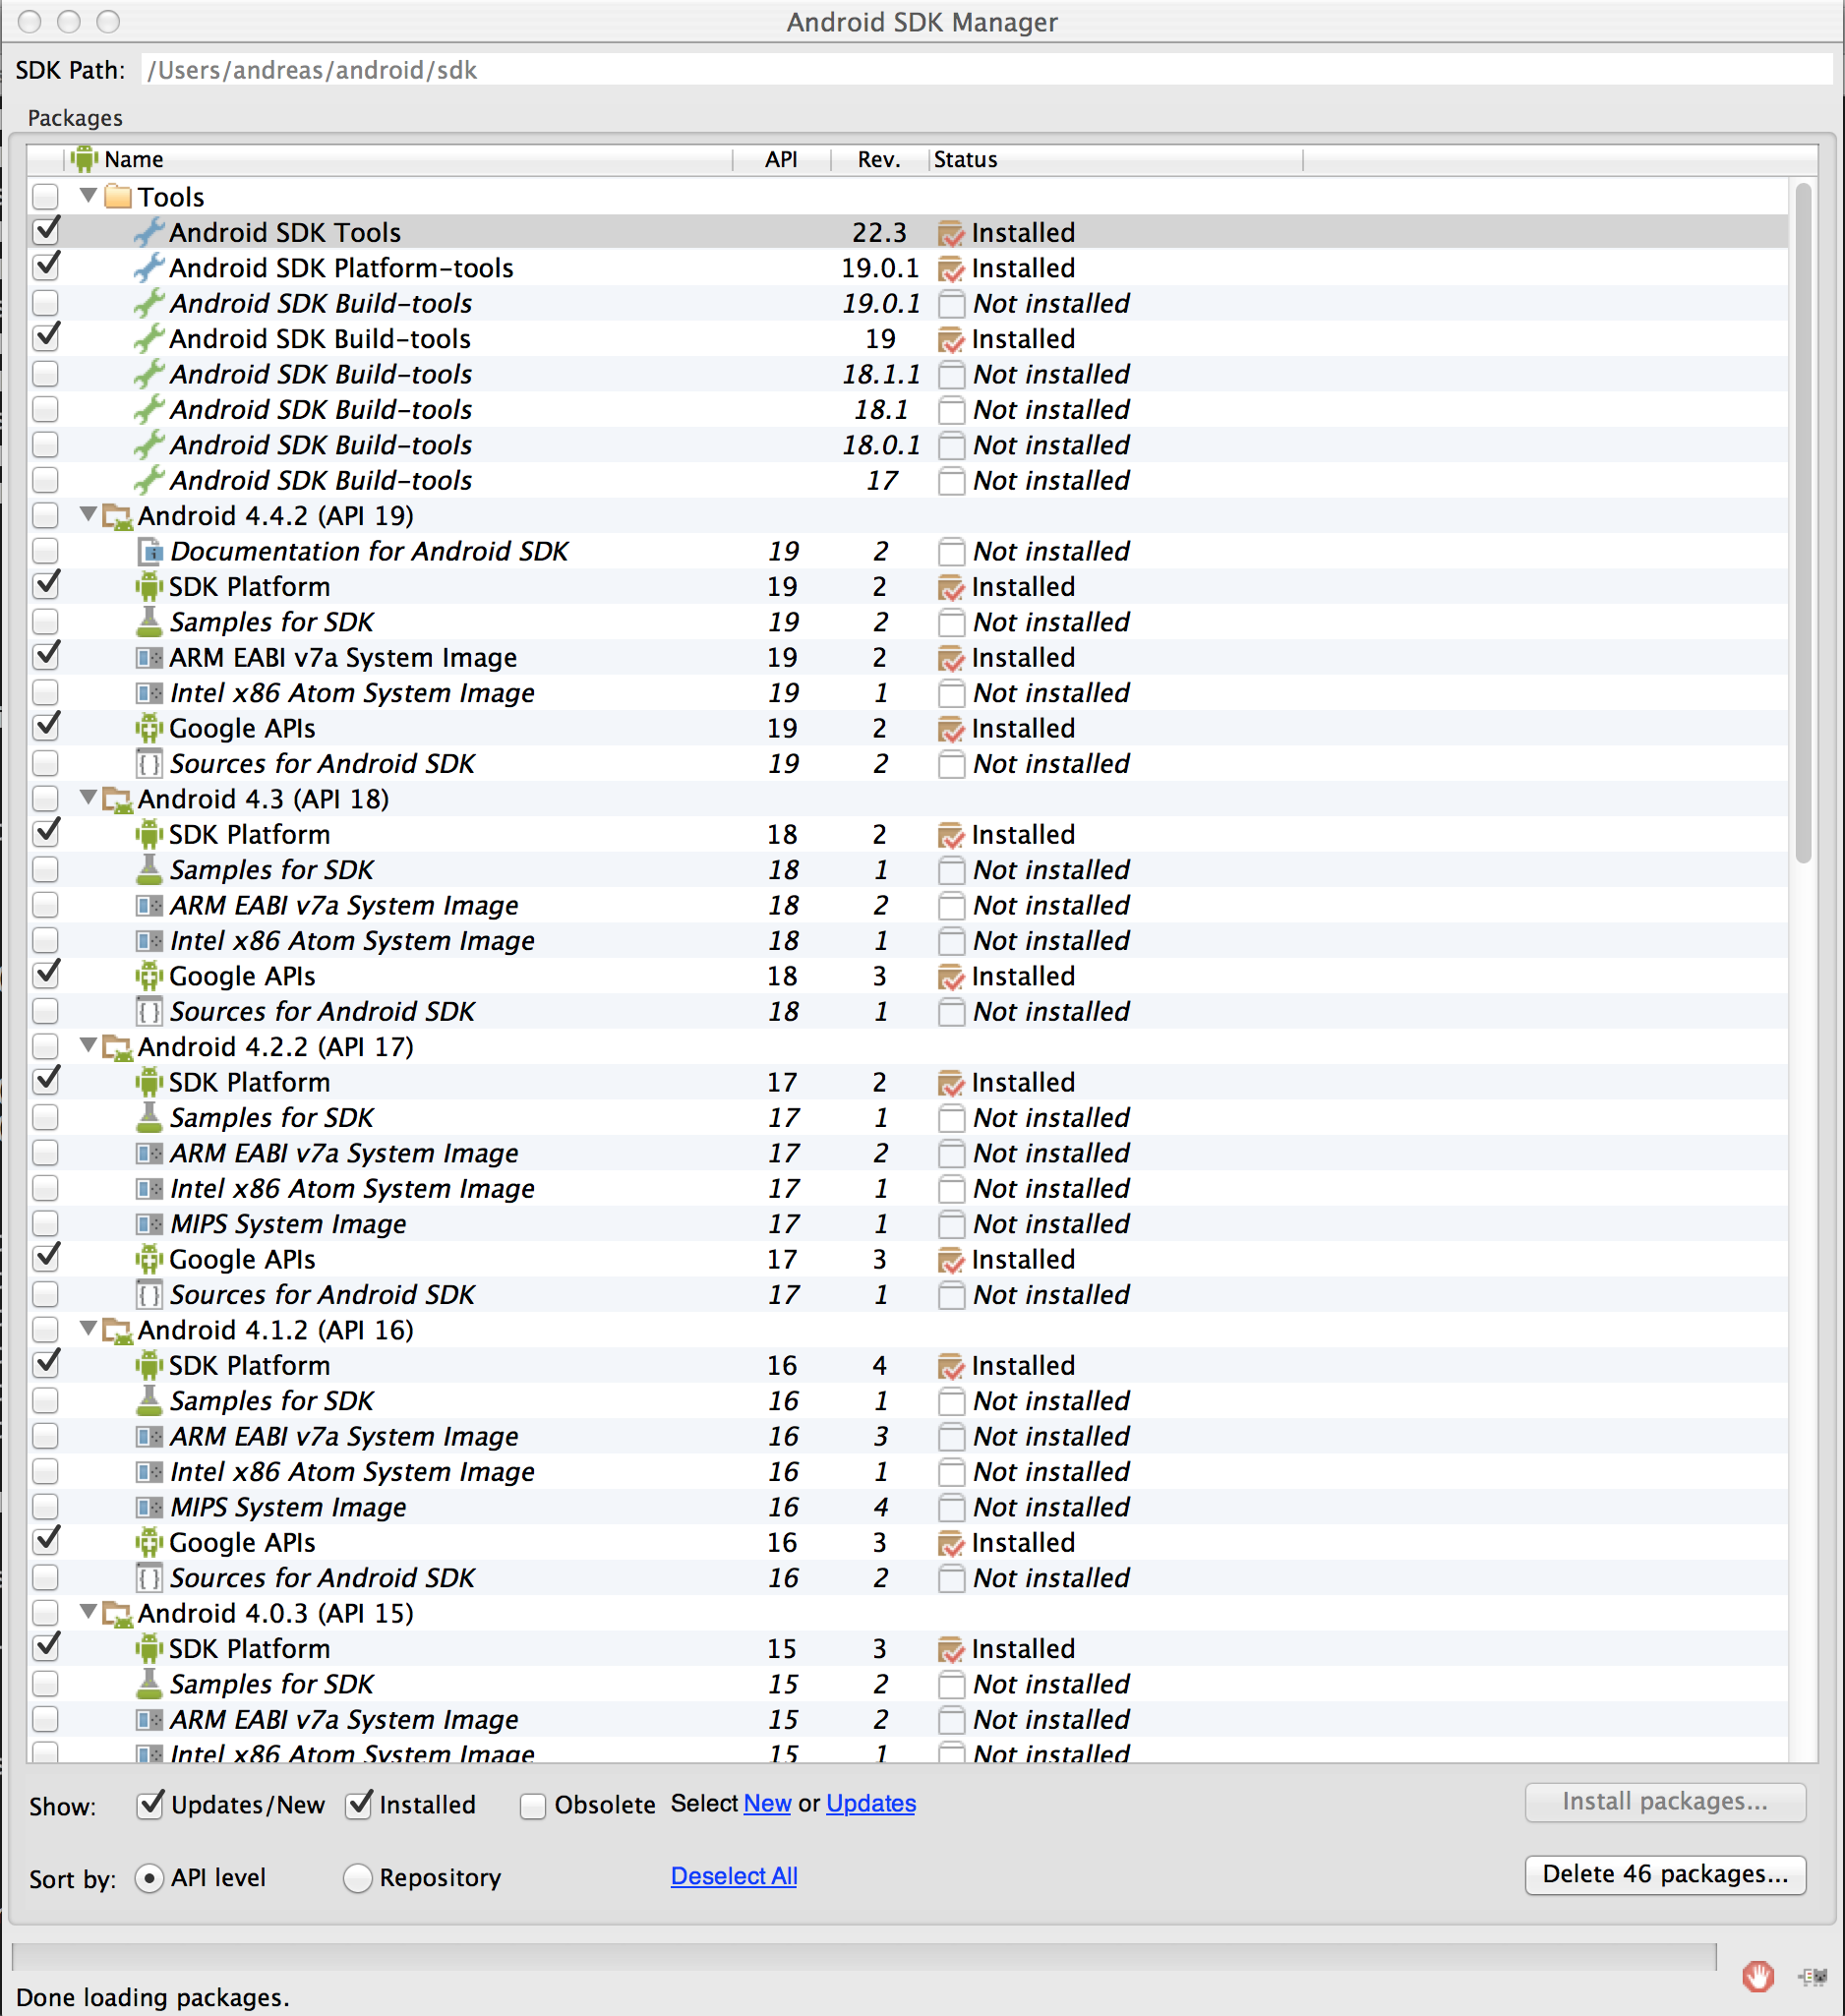 Android SDK Manager
SDK Path: /Users/andreas/android/sdk
Packages
Name API Rev. Status
Tools
Android SDK Tools 22.3 Installed
Android SDK Platform-tools 19.0.1 Installed
Android SDK Build-tools 19.0.1 Not installed
Android SDK Build-tools 19 Installed
Android SDK Build-tools 18.1.1 Not installed
Android SDK Build-tools 18.1 Not installed
Android SDK Build-tools 18.0.1 Not installed
Android SDK Build-tools 17 Not installed
Android 4.4.2 (API 19)
Documentation for Android SDK 19 2 Not installed
SDK Platform 19 2 Installed
Samples for SDK 19 2 Not installed
ARM EABI v7a System Image 19 2 Installed
Intel x86 Atom System Image 19 1 Not installed
Google APIs 19 2 Installed
Sources for Android SDK 19 2 Not installed
Android 4.3 (API 18)
SDK Platform 18 2 Installed
Samples for SDK 18 1 Not installed
ARM EABI v7a System Image 18 2 Not installed
Intel x86 Atom System Image 18 1 Not installed
Google APIs 18 3 Installed
Sources for Android SDK 18 1 Not installed
Android 4.2.2 (API 17)
SDK Platform 17 2 Installed
Samples for SDK 17 1 Not installed
ARM EABI v7a System Image 17 2 Not installed
Intel x86 Atom System Image 17 1 Not installed
MIPS System Image 17 1 Not installed
Google APIs 17 3 Installed
Sources for Android SDK 17 1 Not installed
Android 4.1.2 (API 16)
SDK Platform 16 4 Installed
Samples for SDK 16 1 Not installed
ARM EABI v7a System Image 16 3 Not installed
Intel x86 Atom System Image 16 1 Not installed
MIPS System Image 16 4 Not installed
Google APIs 16 3 Installed
Sources for Android SDK 16 2 Not installed
Android 4.0.3 (API 15)
SDK Platform 15 3 Installed
Samples for SDK 15 2 Not installed
ARM EABI v7a System Image 15 2 Not installed
Intel x86 Atom System Image 15 1 Not installed
Show: Updates/New Installed Obsolete Select New or Updates Install packages...
Sort by: API level Repository Deselect All Delete 46 packages...
Done loading packages.